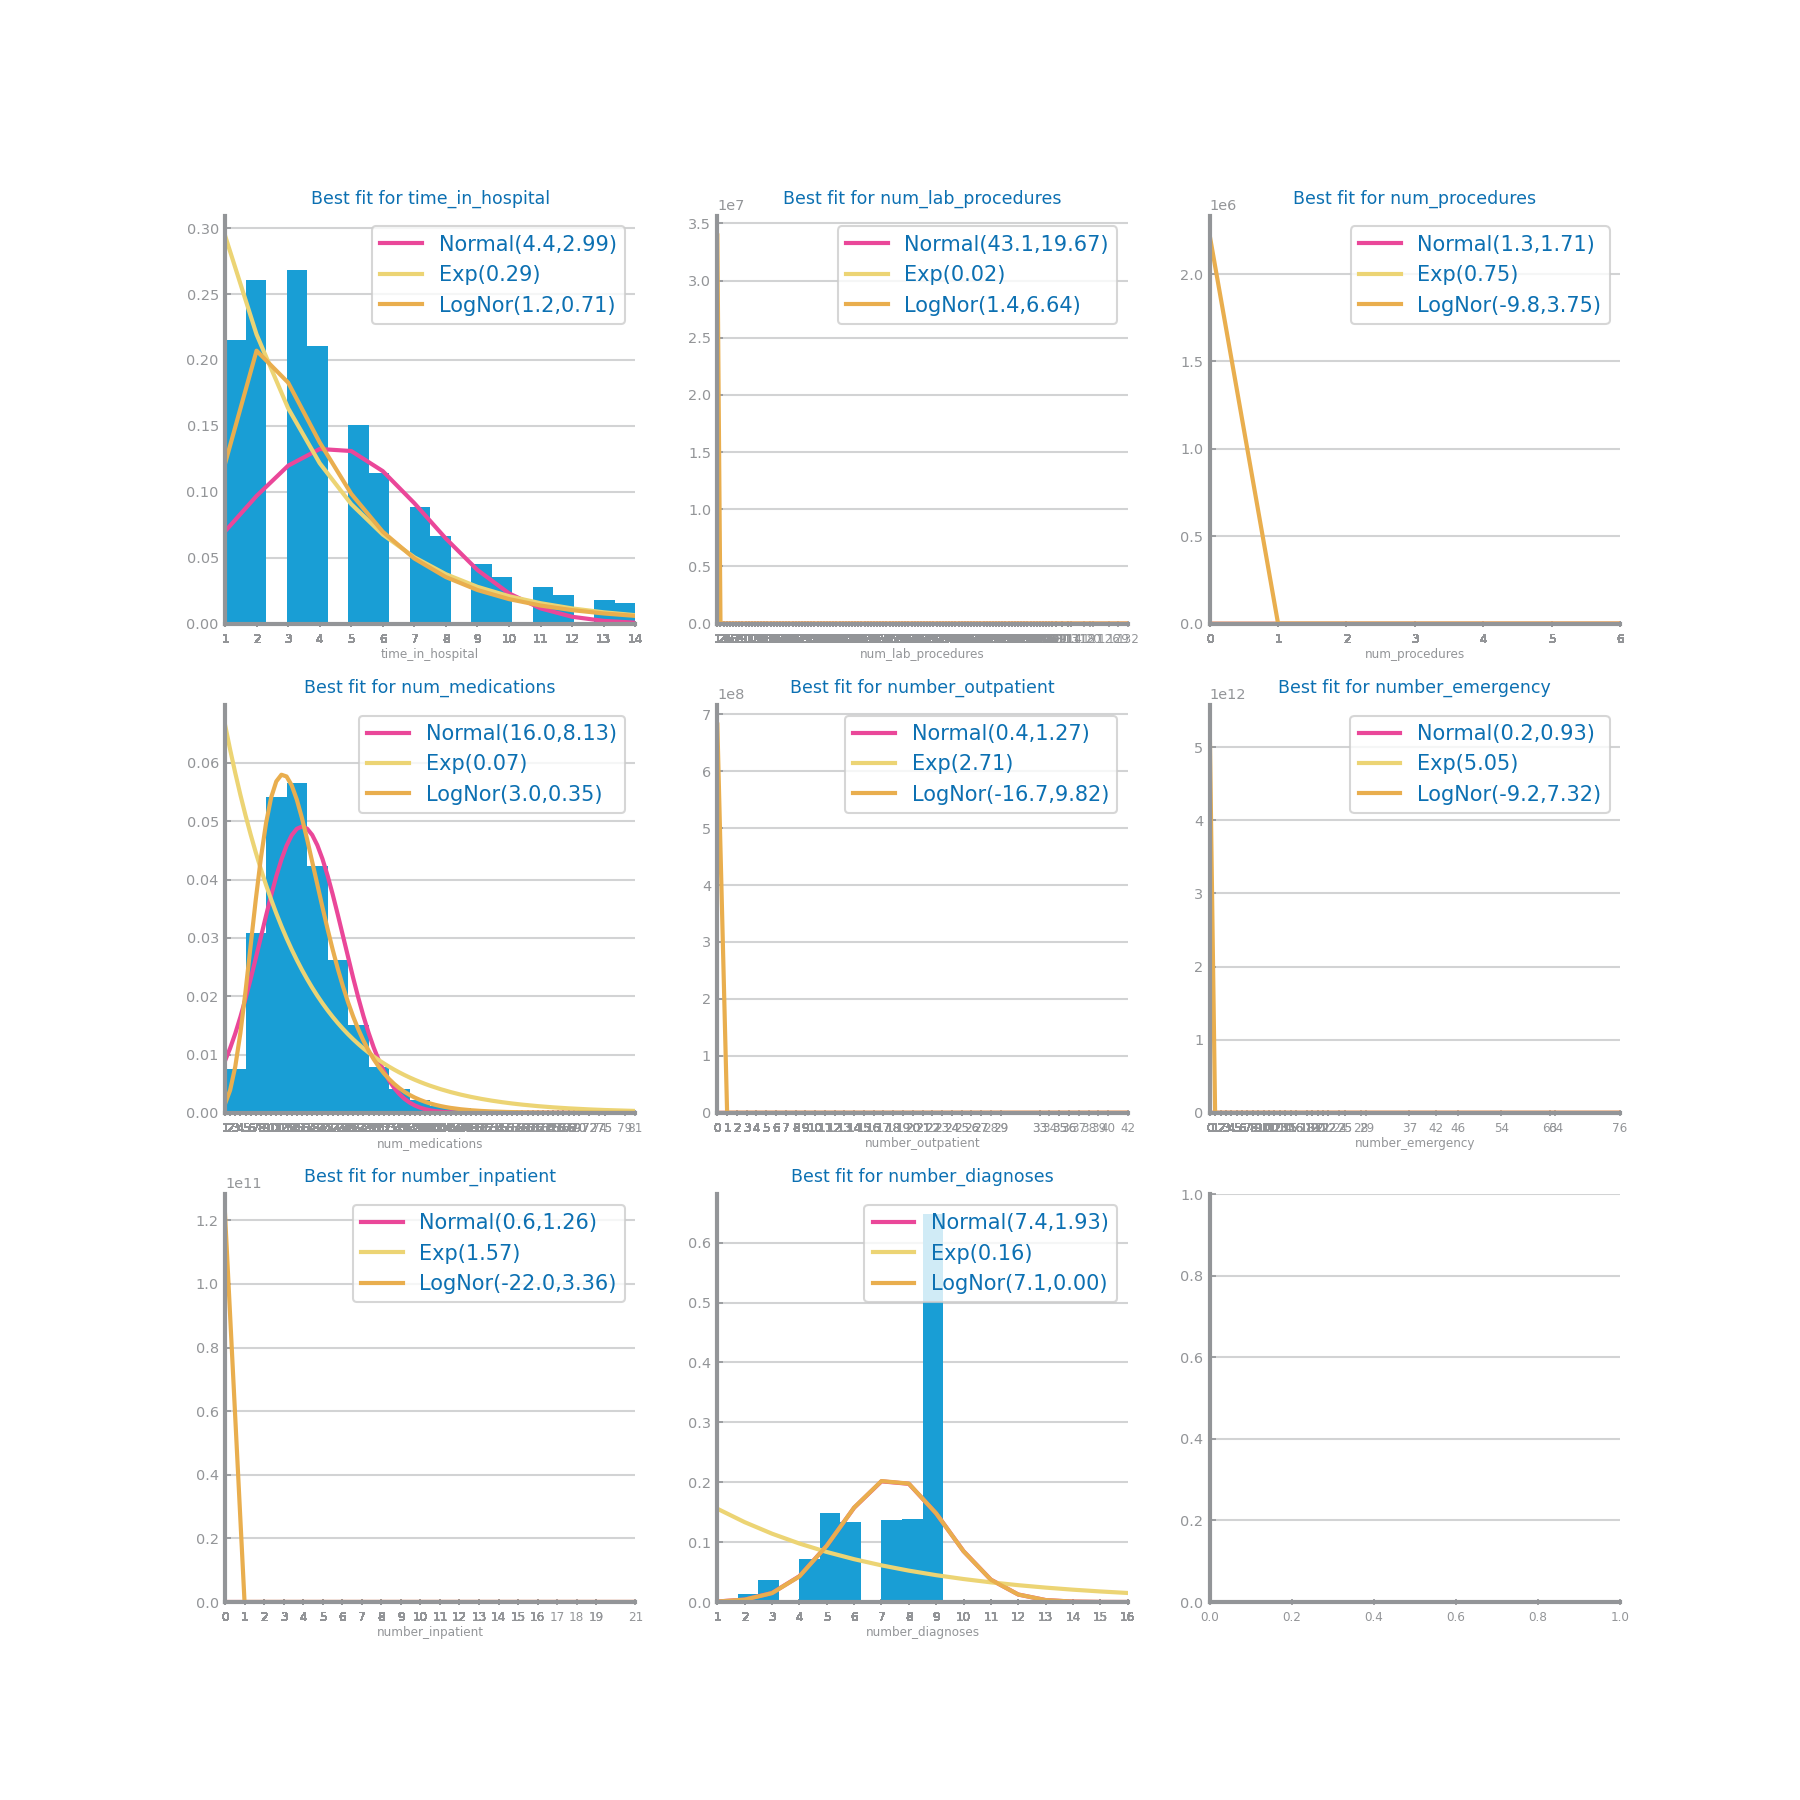 Best fit for time_in_hospital
0.30
0.25
0.20
0.15
0.10
0.05
0.00
Normal(4.4,2.99)
Exp(0.29)
LogNor(1.2,0.71)
1 2 3 4 5 6 7 8 9 10 11 12 13 14
time_in_hospital
Best fit for num_lab_procedures
1e7
3.5
3.0
2.5
2.0
1.5
1.0
0.5
0.0
Normal(43.1,19.67)
Exp(0.02)
LogNor(1.4,6.64)
num_lab_procedures
Best fit for num_procedures
1e6
2.0
1.5
1.0
0.5
0.0
Normal(1.3,1.71)
Exp(0.75)
LogNor(-9.8,3.75)
0 1 2 3 4 5 6
num_procedures
Best fit for num_medications
0.06
0.05
0.04
0.03
0.02
0.01
0.00
Normal(16.0,8.13)
Exp(0.07)
LogNor(3.0,0.35)
79 81
num_medications
Best fit for number_outpatient
1e8
7
6
5
4
3
2
1
0
Normal(0.4,1.27)
Exp(2.71)
LogNor(-16.7,9.82)
0 1 2 3 4 5 6 7 8 9 42
number_outpatient
Best fit for number_emergency
1e12
5
4
3
2
1
0
Normal(0.2,0.93)
Exp(5.05)
LogNor(-9.2,7.32)
37 42 46 54 64 76
number_emergency
Best fit for number_inpatient
1e11
1.2
1.0
0.8
0.6
0.4
0.2
0.0
Normal(0.6,1.26)
Exp(1.57)
LogNor(-22.0,3.36)
0 1 2 3 4 5 6 7 8 9 10 11 12 13 14 15 16 17 18 19 21
number_inpatient
Best fit for number_diagnoses
0.6
0.5
0.4
0.3
0.2
0.1
0.0
Normal(7.4,1.93)
Exp(0.16)
LogNor(7.1,0.00)
1 2 3 4 5 6 7 8 9 10 11 12 13 14 15 16
number_diagnoses
1.0
0.8
0.6
0.4
0.2
0.0
0.0 0.2 0.4 0.6 0.8 1.0